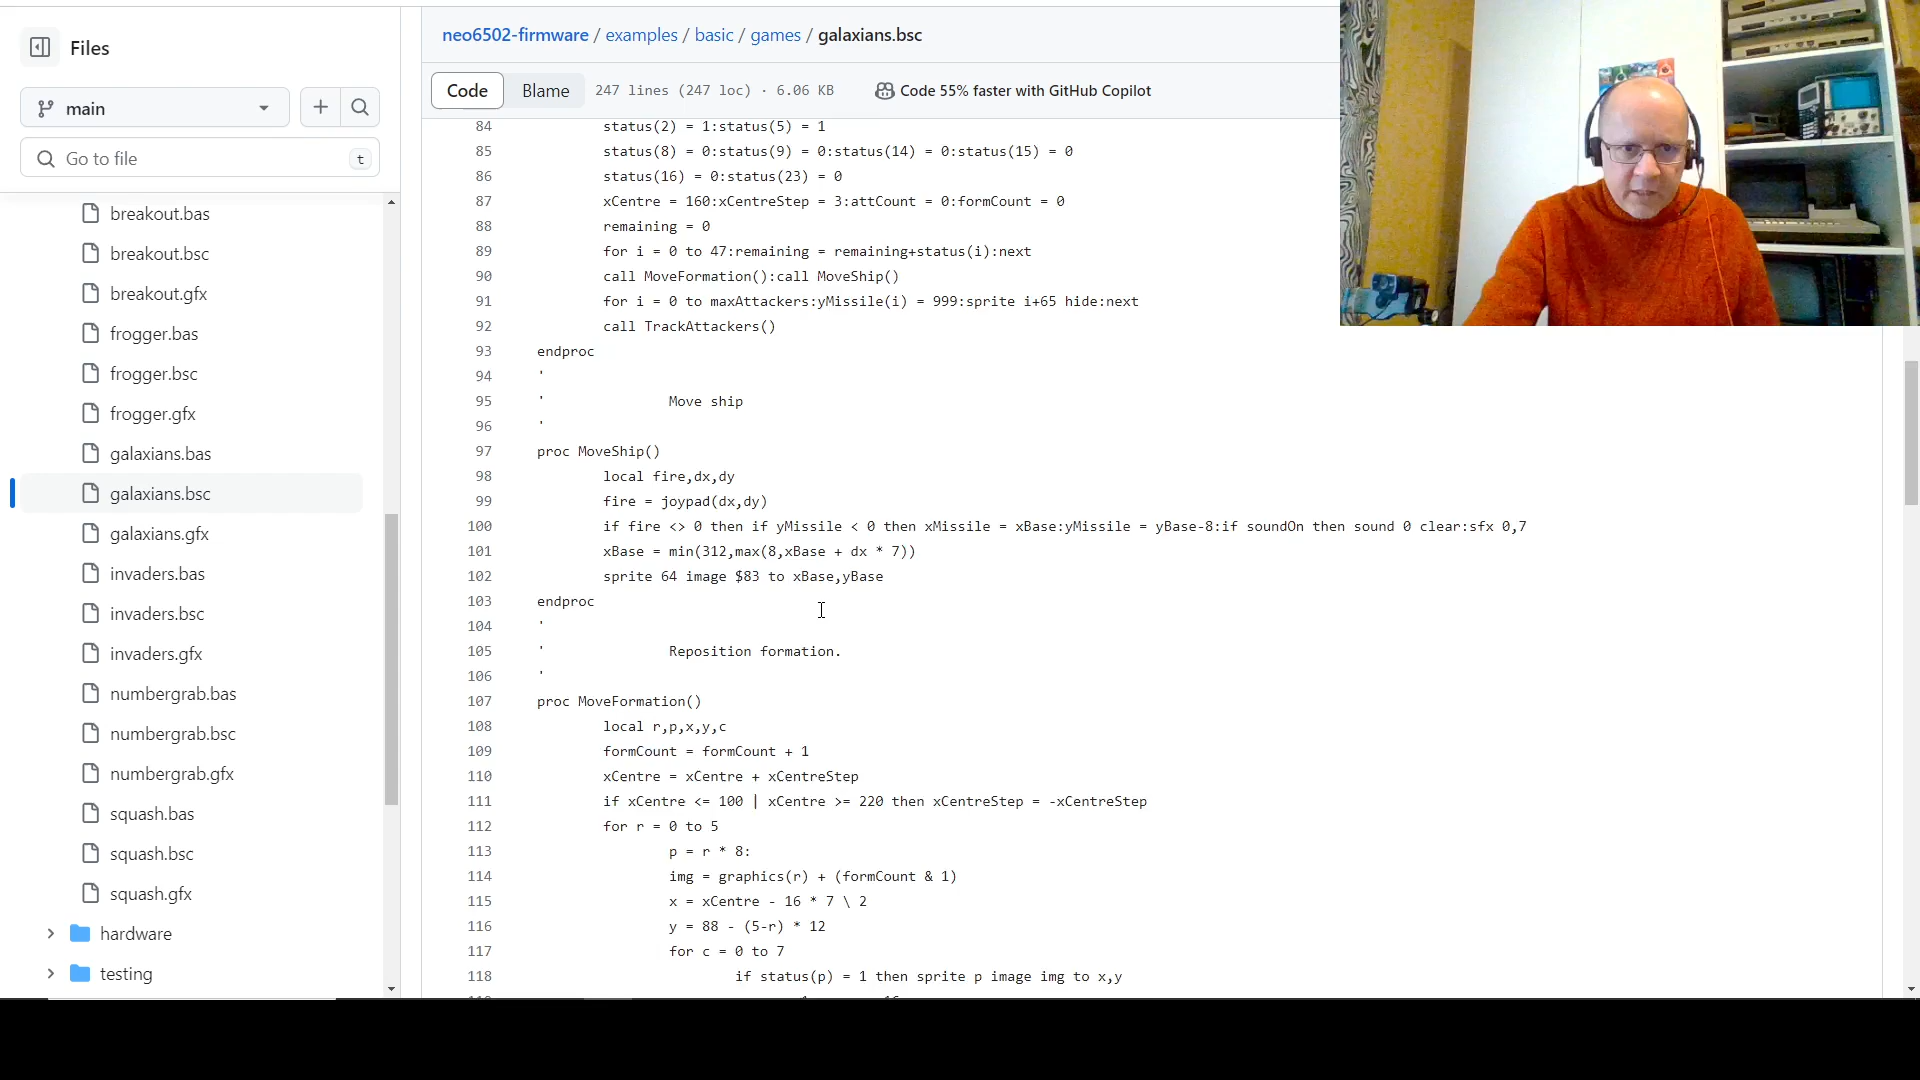 Files
main
Go to file
t
breakout.bas
breakout.bsc
breakout.gfx
frogger.bas
frogger.bsc
frogger.gfx
galaxians.bas
galaxians.bsc
galaxians.gfx
invaders.bas
invaders.bsc
invaders.gfx
numbergrab.bas
numbergrab.bsc
numbergrab.gfx
squash.bas
squash.bsc
squash.gfx
hardware
testing
neo6502-firmware / examples / basic / games / galaxians.bsc
Code Blame 247 lines (247 loc) · 6.06 KB Code 55% faster with GitHub Copilot
84 status(2) = 1:status(5) = 1
85 status(8) = 0:status(9) = 0:status(14) = 0:status(15) = 0
86 status(16) = 0:status(23) = 0
87 xCentre = 160:xCentreStep = 3:attCount = 0:formCount = 0
88 remaining = 0
89 for i = 0 to 47:remaining = remaining+status(i):next
90 call MoveFormation():call MoveShip()
91 for i = 0 to maxAttackers:yMissile(i) = 999:sprite i+65 hide:next
92 call TrackAttackers()
93 endproc
94 '
95 ' Move ship
96 '
97 proc MoveShip()
98 local fire,dx,dy
99 fire = joypad(dx,dy)
100 if fire <> 0 then if yMissile < 0 then xMissile = xBase:yMissile = yBase-8:if soundOn then sound 0 clear:sfx 0,7
101 xBase = min(312,max(8,xBase + dx * 7))
102 sprite 64 image $83 to xBase,yBase
103 endproc
104 '
105 ' Reposition formation.
106 '
107 proc MoveFormation()
108 local r,p,x,y,c
109 formCount = formCount + 1
110 xCentre = xCentre + xCentreStep
111 if xCentre <= 100 | xCentre >= 220 then xCentreStep = -xCentreStep
112 for r = 0 to 5
113 p = r * 8:
114 img = graphics(r) + (formCount & 1)
115 x = xCentre - 16 * 7 \ 2
116 y = 88 - (5-r) * 12
117 for c = 0 to 7
118 if status(p) = 1 then sprite p image img to x,y